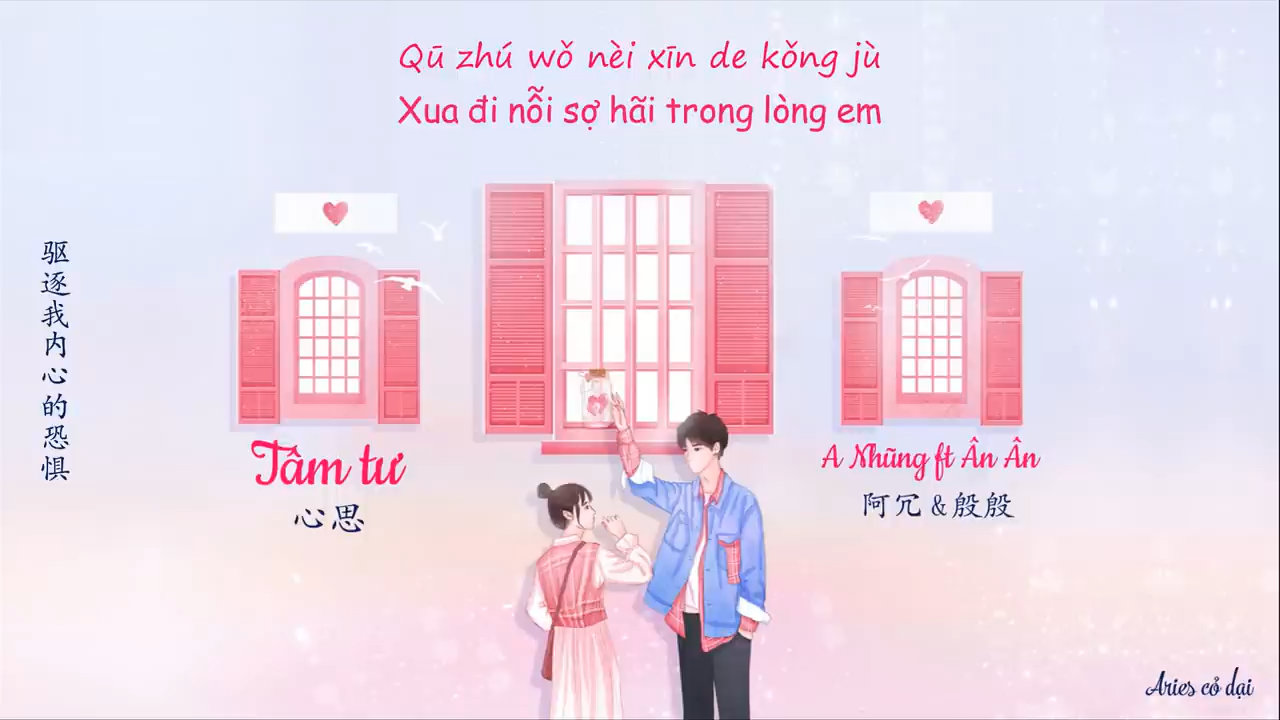 Qū zhú wǒ nèi xīn de kǒng jù
Xua đi nỗi sợ hãi trong lòng em
驱逐我内心的恐惧
Tâm tư
心思
A Nhũng ft Ân Ân
阿冗 & 殷殷
Aries cỏ dại